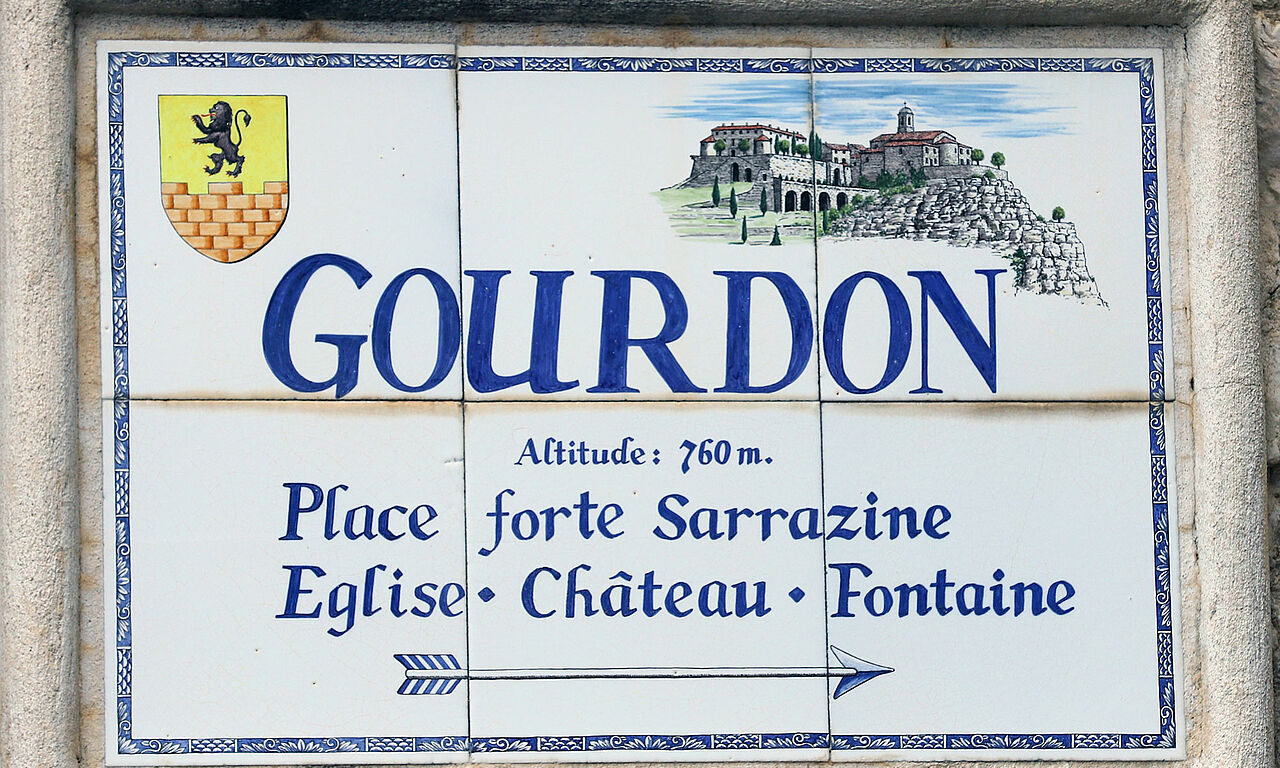 GOURDON
Altitude: 760 m.
Place forte Sarrazine
Eglise • Château • Fontaine